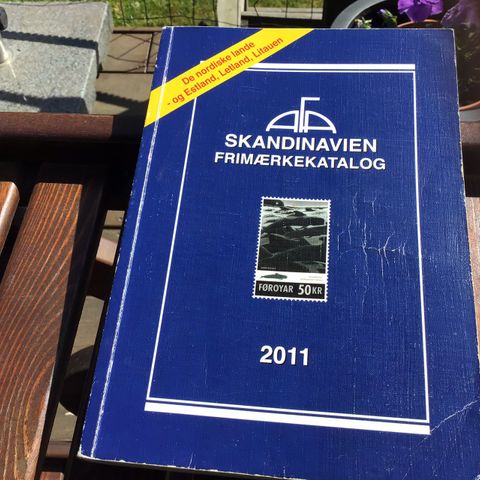 De nordiske lande
- og Estland, Letland, Litauen
AFA
SKANDINAVIEN
FRIMÆRKEKATALOG
FØROYAR 50KR
2011